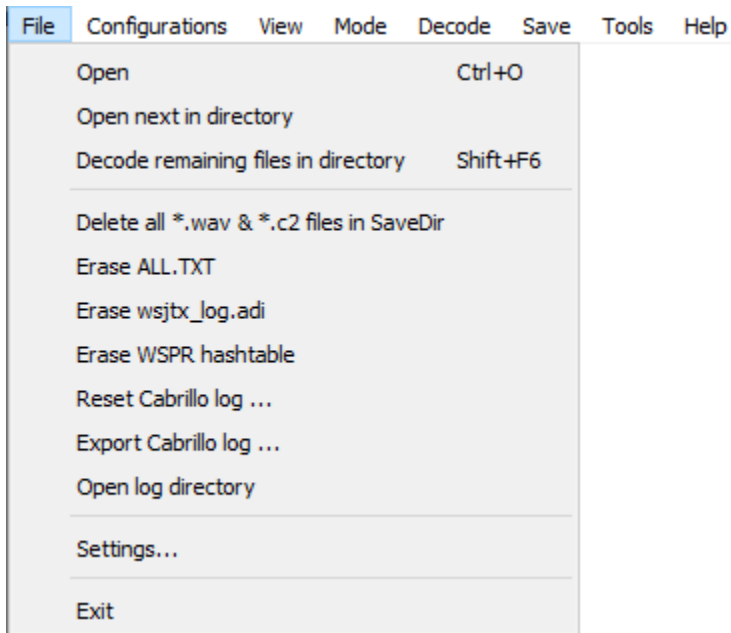 File Configurations View Mode Decode Save Tools Help
Open Ctrl+O
Open next in directory
Decode remaining files in directory Shift+F6
Delete all *.wav & *.c2 files in SaveDir
Erase ALL.TXT
Erase wsjtx_log.adi
Erase WSPR hashtable
Reset Cabrillo log ...
Export Cabrillo log ...
Open log directory
Settings...
Exit